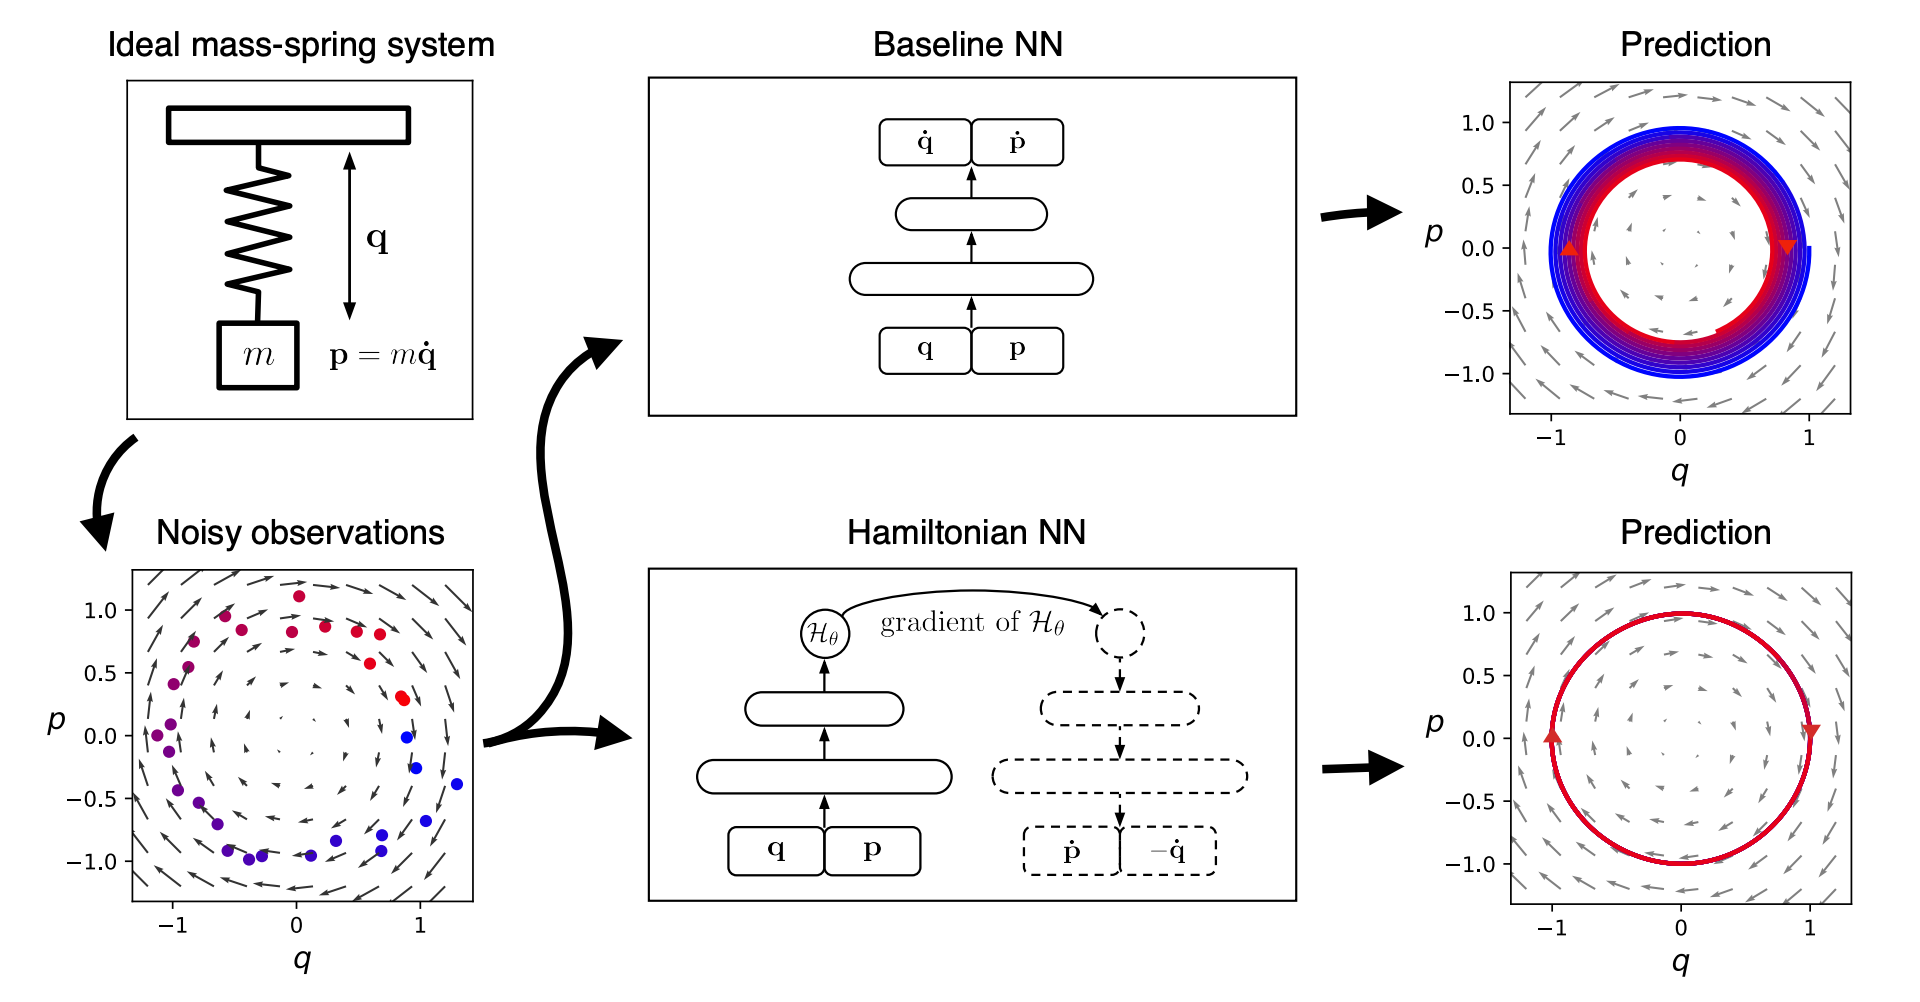 Ideal mass-spring system
q
m
p = mq̇
Noisy observations
1.0
0.5
0.0
−0.5
−1.0
p
−1 0 1
q
Baseline NN
q̇ ṗ
q p
Hamiltonian NN
ℋθ
gradient of ℋθ
q p
ṗ −q̇
Prediction
1.0
0.5
0.0
−0.5
−1.0
p
−1 0 1
q
Prediction
1.0
0.5
0.0
−0.5
−1.0
p
−1 0 1
q